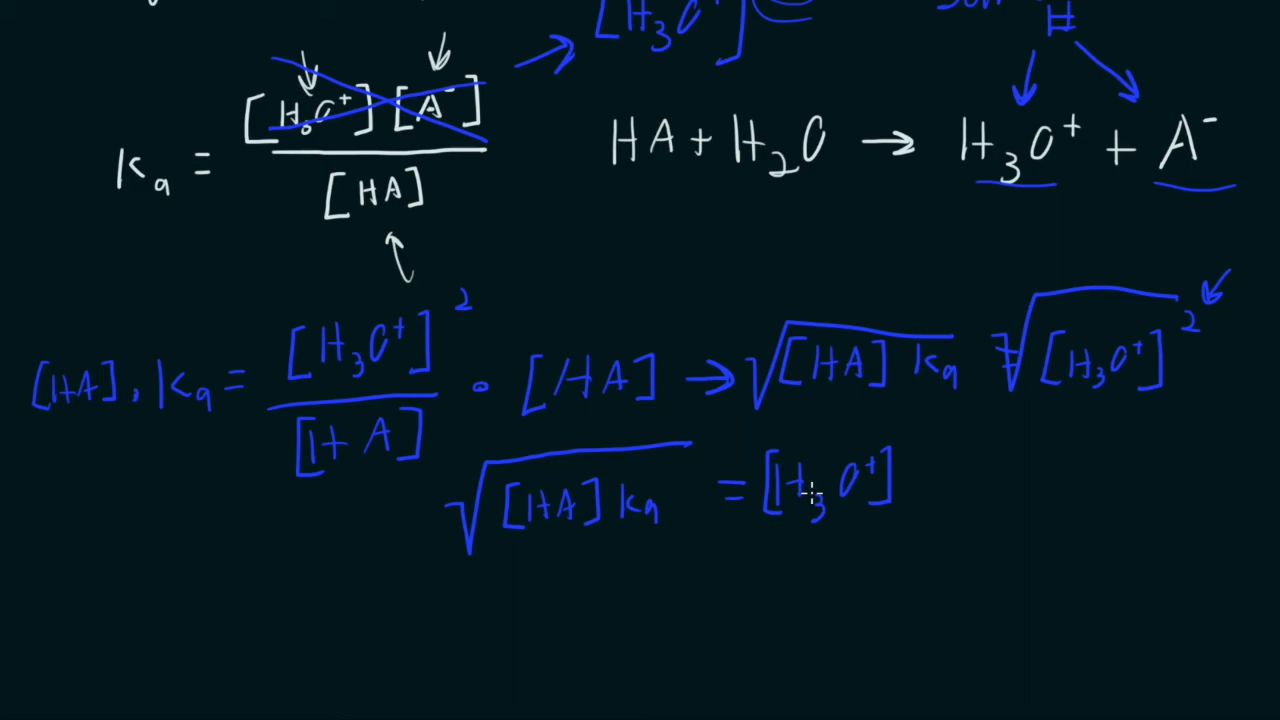 [H₃O⁺]
H
Kₐ = [H₃O⁺] [A⁻] / [HA]
HA + H₂O → H₃O⁺ + A⁻
[HA] · Kₐ = [H₃O⁺]² / [HA] · [HA] → √[HA] Kₐ = √[H₃O⁺]²
√[HA] Kₐ = [H₃O⁺]